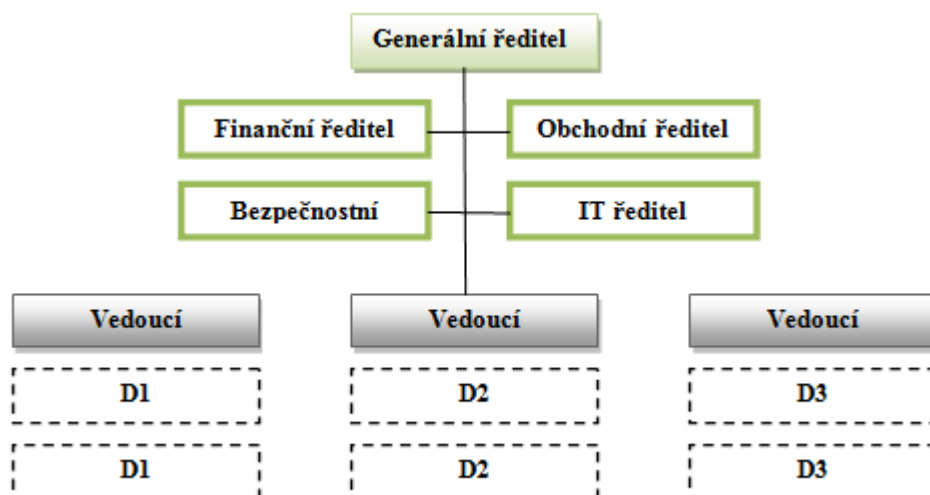 Generální ředitel
Finanční ředitel
Obchodní ředitel
Bezpečnostní
IT ředitel
Vedoucí
Vedoucí
Vedoucí
D1
D2
D3
D1
D2
D3